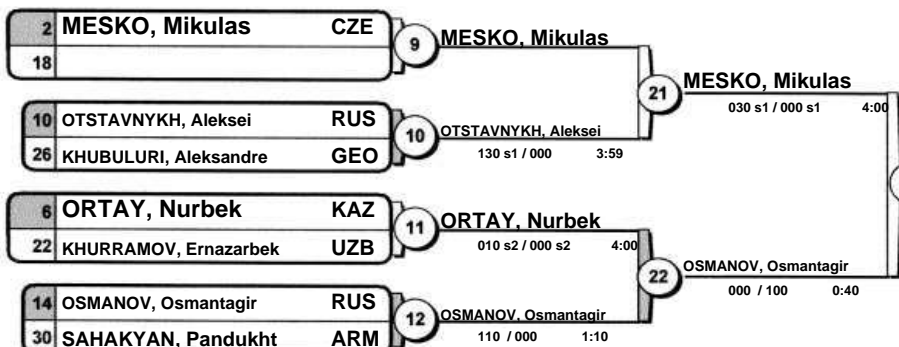 2 MESKO, Mikulas CZE
18
9
MESKO, Mikulas
10 OTSTAVNYKH, Aleksei RUS
26 KHUBULURI, Aleksandre GEO
10
OTSTAVNYKH, Aleksei
130 s1 / 000 3:59
21
MESKO, Mikulas
030 s1 / 000 s1 4:00
6 ORTAY, Nurbek KAZ
22 KHURRAMOV, Ernazarbek UZB
11
ORTAY, Nurbek
010 s2 / 000 s2 4:00
14 OSMANOV, Osmantagir RUS
30 SAHAKYAN, Pandukht ARM
12
OSMANOV, Osmantagir
110 / 000 1:10
22
OSMANOV, Osmantagir
000 / 100 0:40